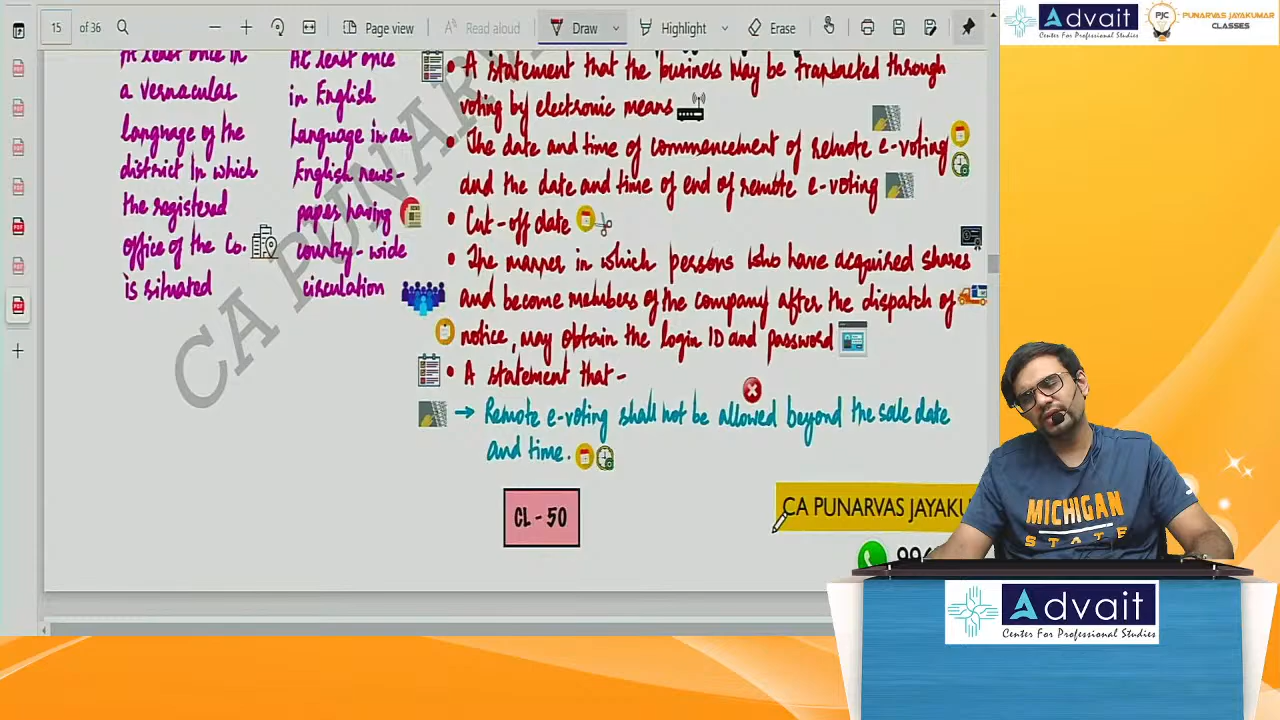 15 of 36
Page view
Read aloud
Draw
Highlight
Erase
Advait
Center For Professional Studies
PJC
PUNARVAS JAYAKUMAR
CLASSES
At least once in
a vernacular
language of the
district in which
the registered
office of the Co.
is situated
At least once
in English
Language in an
English news-
paper having
country-wide
circulation
• A statement that the business may be transacted through
voting by electronic means
• The date and time of commencement of remote e-voting
and the date and time of end of remote e-voting
• Cut-off date
• The manner in which persons who have acquired shares
and become members of the company after the dispatch of
notice, may obtain the login ID and password
• A statement that -
→ Remote e-voting shall not be allowed beyond the sale date
and time.
CA PUNARV
CL - 50
CA PUNARVAS JAYAKU
MICHIGAN
STATE
Advait
Center For Professional Studies